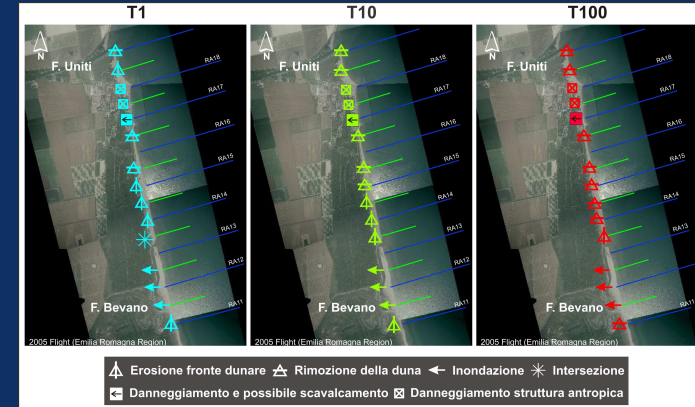 T1
T10
T100
N
F. Uniti
RA18
RA17
RA16
RA15
RA14
RA13
RA12
RA11
F. Bevano
2005 Flight (Emilia Romagna Region)
N
F. Uniti
RA18
RA17
RA16
RA15
RA14
RA13
RA12
RA11
F. Bevano
2005 Flight (Emilia Romagna Region)
N
F. Uniti
RA18
RA17
RA16
RA15
RA14
RA13
RA12
RA11
F. Bevano
2005 Flight (Emilia Romagna Region)
Erosione fronte dunare Rimozione della duna Inondazione Intersezione
Danneggiamento e possibile scavalcamento Danneggiamento struttura antropica